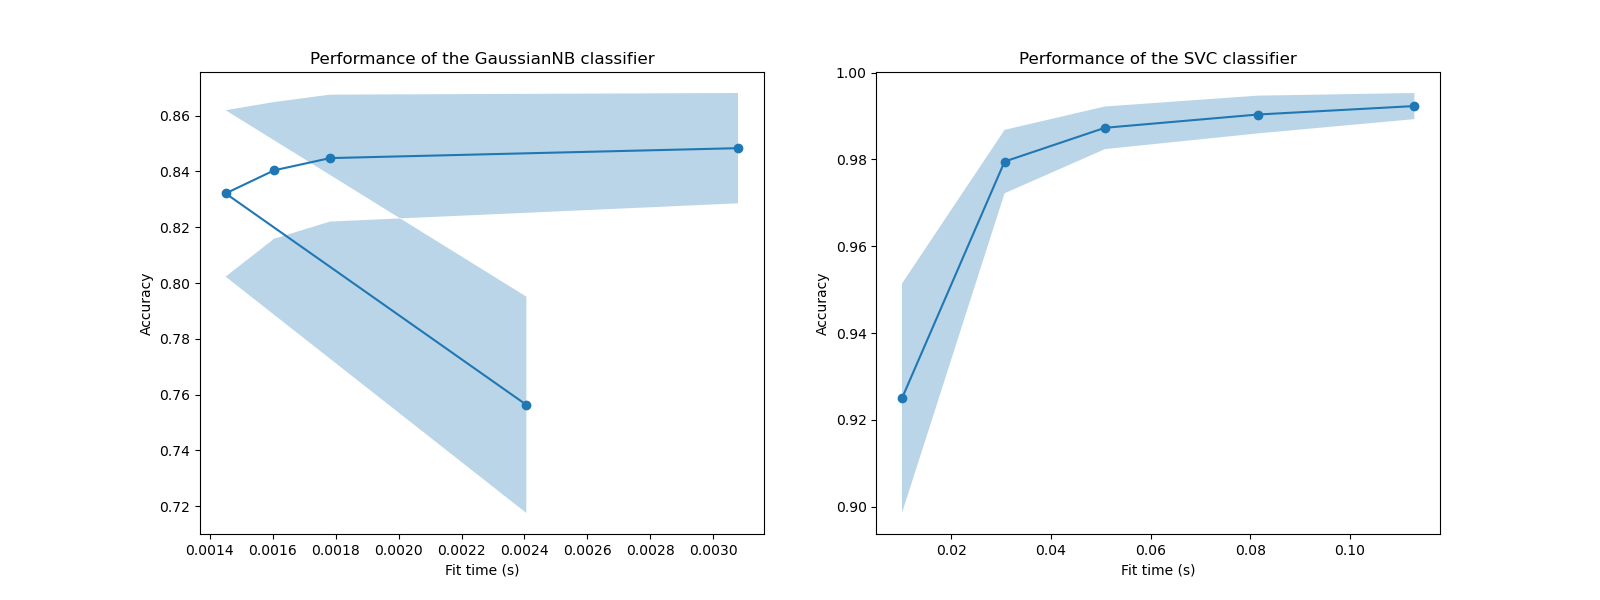 Performance of the GaussianNB classifier
Accuracy
0.86
0.84
0.82
0.80
0.78
0.76
0.74
0.72
0.0014 0.0016 0.0018 0.0020 0.0022 0.0024 0.0026 0.0028 0.0030
Fit time (s)
Performance of the SVC classifier
Accuracy
1.00
0.98
0.96
0.94
0.92
0.90
0.02 0.04 0.06 0.08 0.10
Fit time (s)